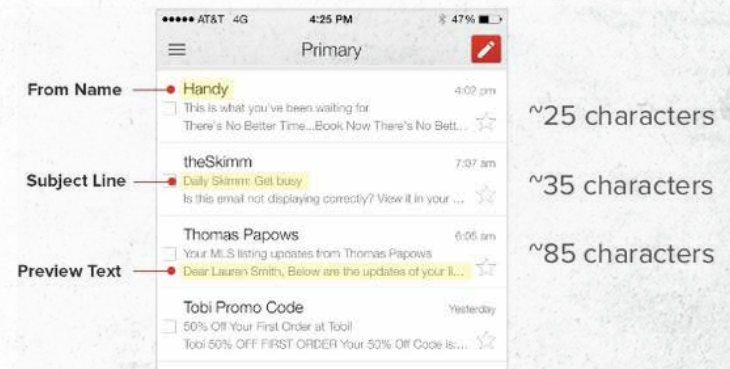 AT&T 4G 4:25 PM 47%
Primary
From Name
Handy 4:02 pm
This is what you've been waiting for
There's No Better Time...Book Now There's No Bett...
~25 characters
theSkimm 7:07 am
Subject Line
Daily Skimm: Get busy
Is this email not displaying correctly? View it in your ...
~35 characters
Thomas Papows 6:05 am
Your MLS listing updates from Thomas Papows
Preview Text
Dear Lauren Smith, Below are the updates of your li...
~85 characters
Tobi Promo Code Yesterday
50% Off Your First Order at Tobi!
Tobi 50% OFF FIRST ORDER Your 50% Off Code is:...